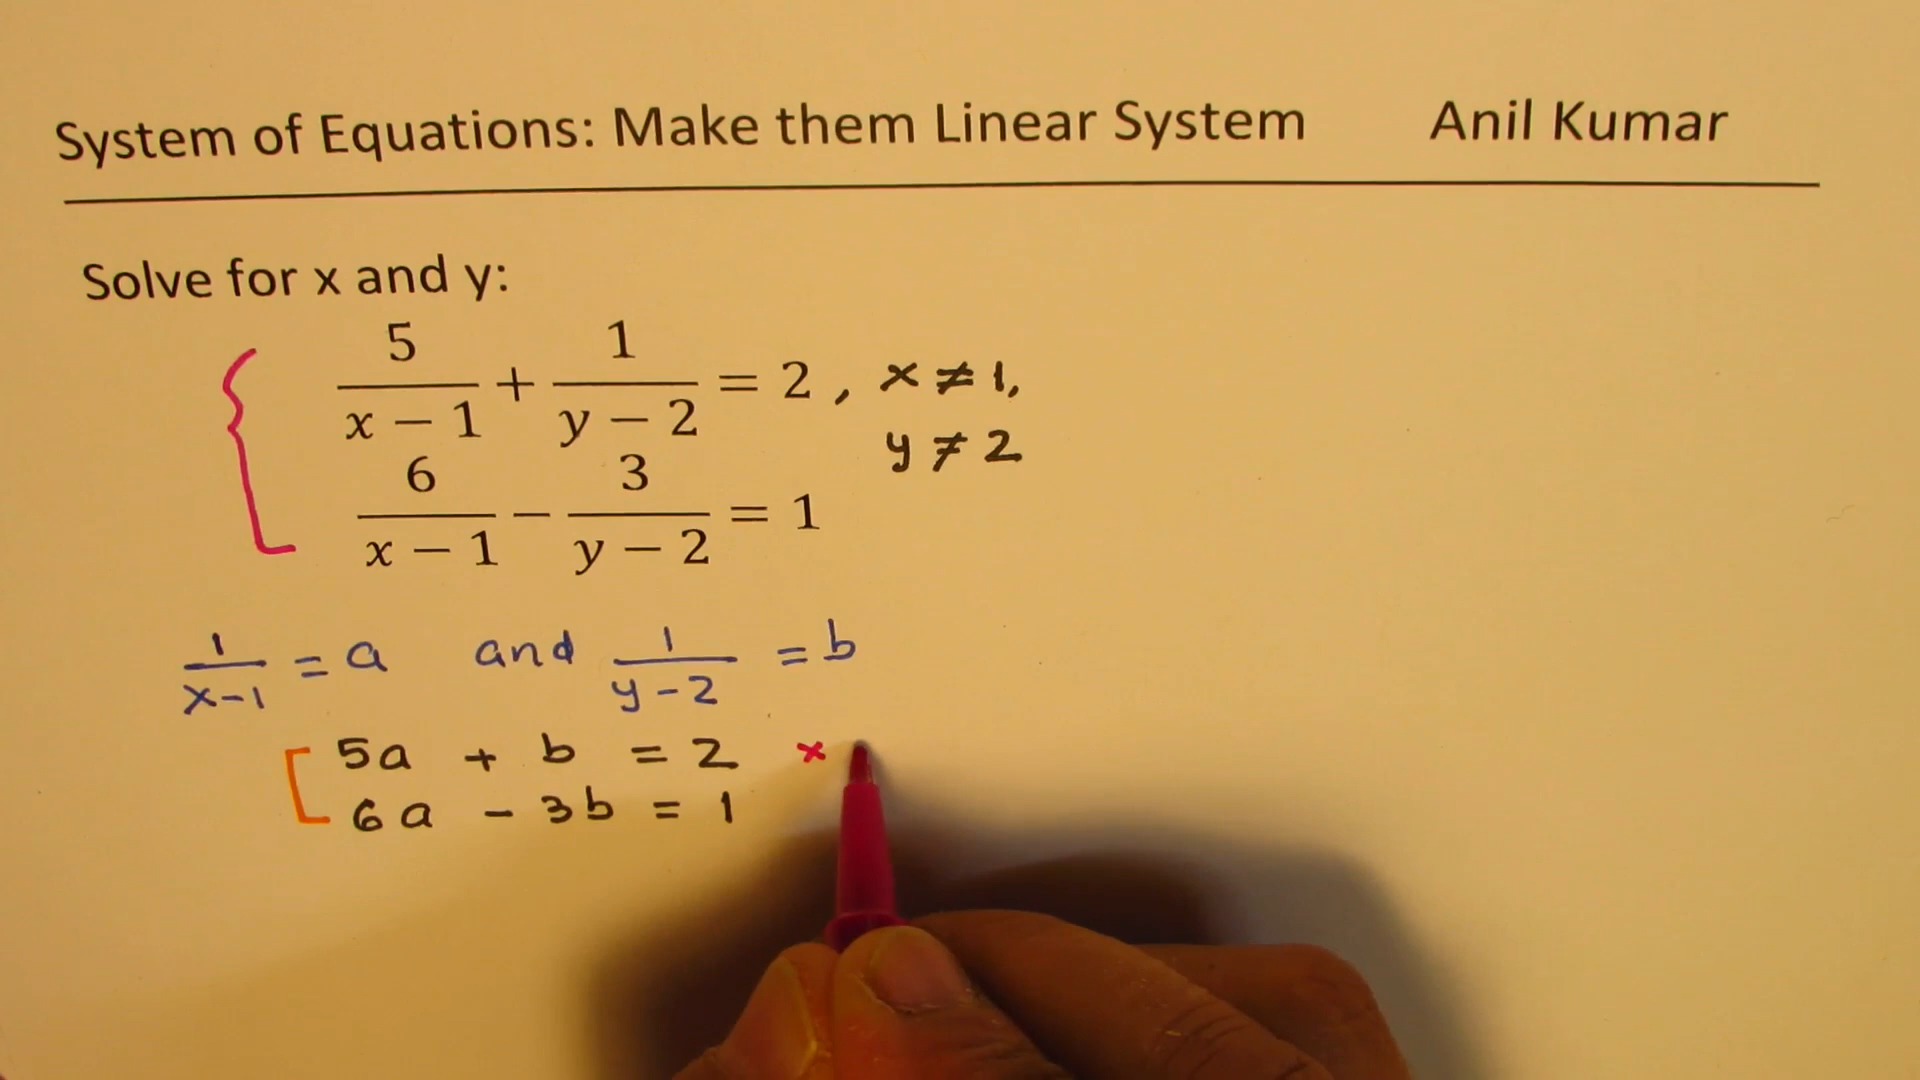 System of Equations: Make them Linear System Anil Kumar
Solve for x and y:
5/(x − 1) + 1/(y − 2) = 2 , x ≠ 1,
y ≠ 2
6/(x − 1) − 3/(y − 2) = 1
1/(x-1) = a and 1/(y-2) = b
5a + b = 2 ×
6a - 3b = 1